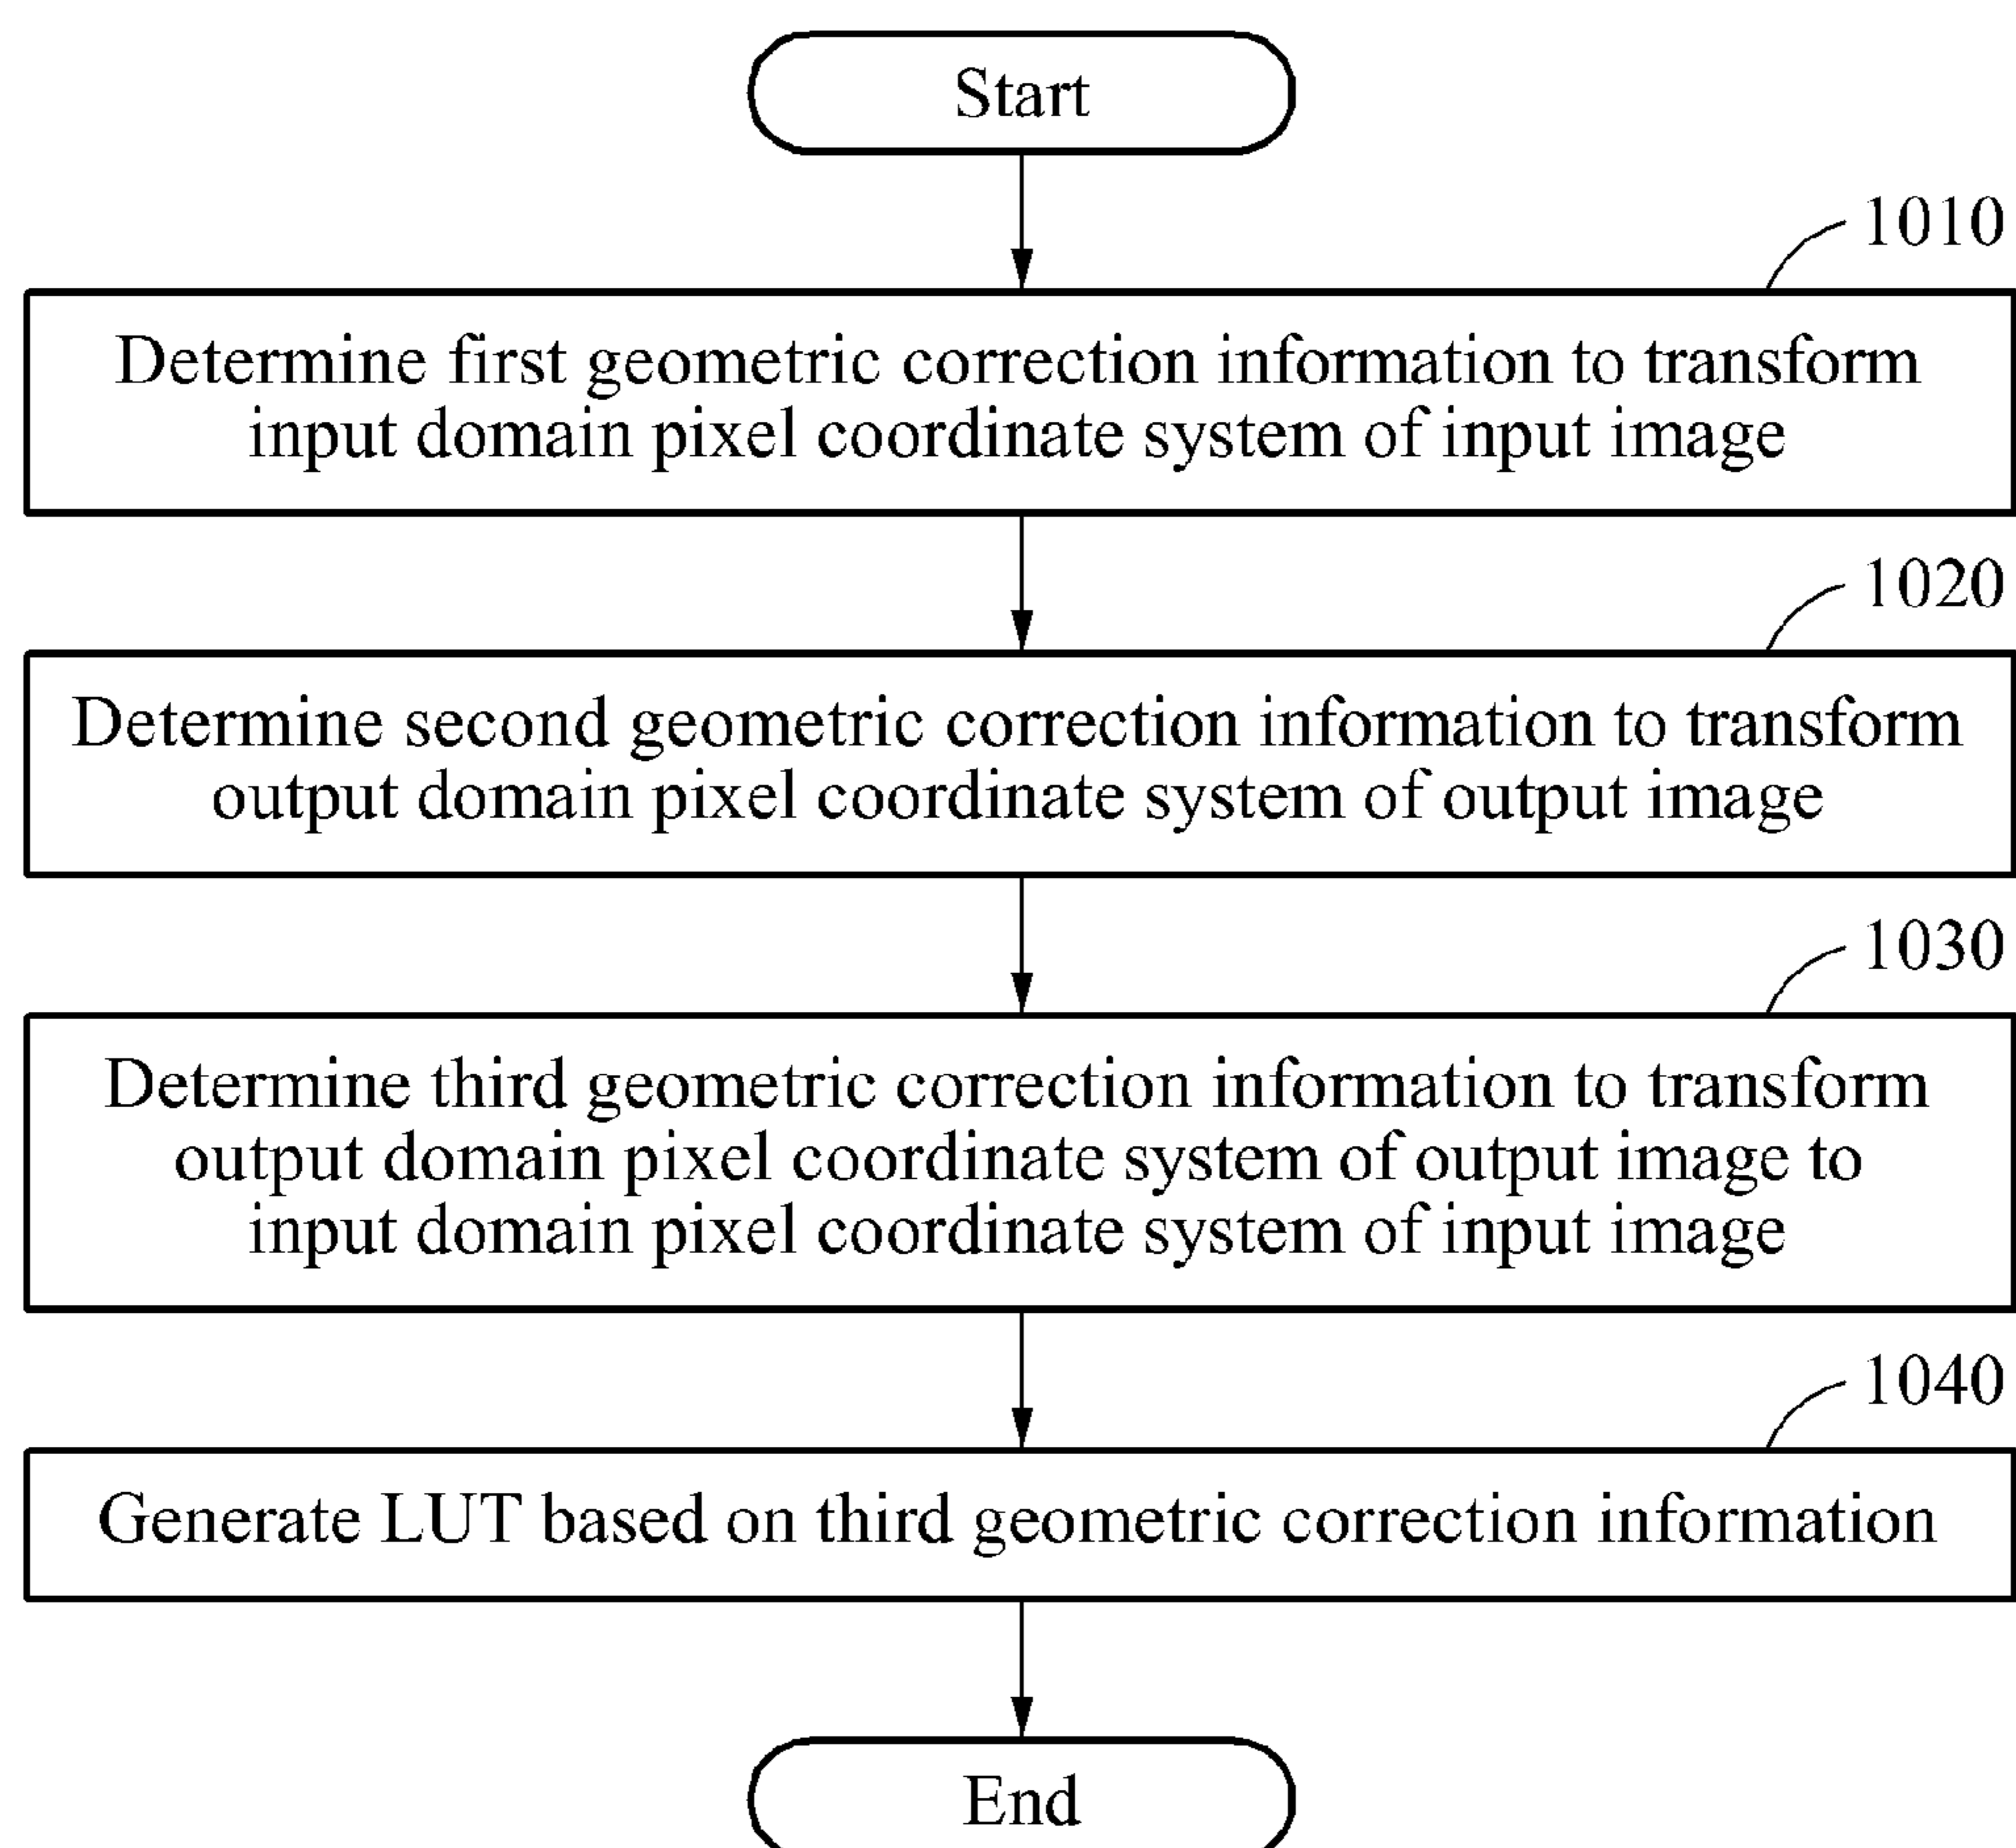 Start
1010
Determine first geometric correction information to transform
input domain pixel coordinate system of input image
1020
Determine second geometric correction information to transform
output domain pixel coordinate system of output image
1030
Determine third geometric correction information to transform
output domain pixel coordinate system of output image to
input domain pixel coordinate system of input image
1040
Generate LUT based on third geometric correction information
End